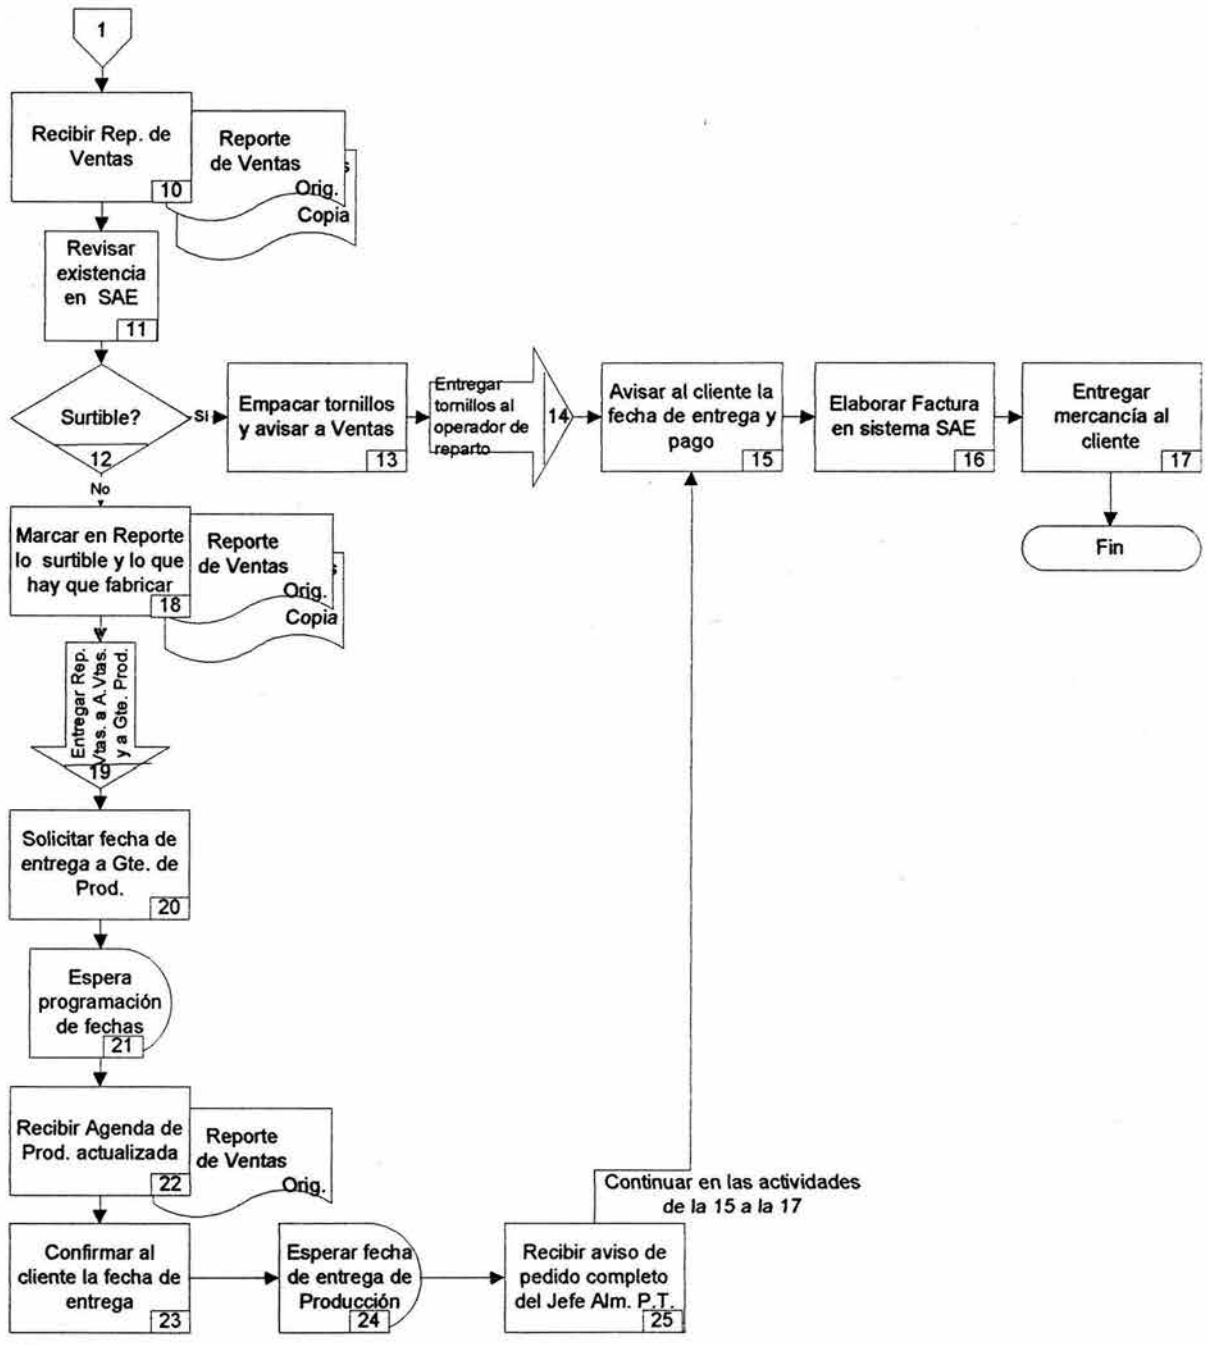 1
Recibir Rep. de
Ventas
10
Reporte
de Ventas
Orig.
s
Copia
Revisar
existencia
en SAE
11
Surtible?
12
Si
No
Empacar tornillos
y avisar a Ventas
13
Entregar
tornillos al
operador de
reparto
14
Avisar al cliente la
fecha de entrega y
pago
15
Elaborar Factura
en sistema SAE
16
Entregar
mercancía al
cliente
17
Fin
Marcar en Reporte
lo surtible y lo que
hay que fabricar
18
Reporte
de Ventas
Orig.
s
Copia
Entregar Rep.
Vtas. a A.Vtas.
y a Gte. Prod.
19
Solicitar fecha de
entrega a Gte. de
Prod.
20
Espera
programación
de fechas
21
Recibir Agenda de
Prod. actualizada
22
Reporte
de Ventas
Orig.
Confirmar al
cliente la fecha de
entrega
23
Esperar fecha
de entrega de
Producción
24
Recibir aviso de
pedido completo
del Jefe Alm. P.T.
25
Continuar en las actividades
de la 15 a la 17